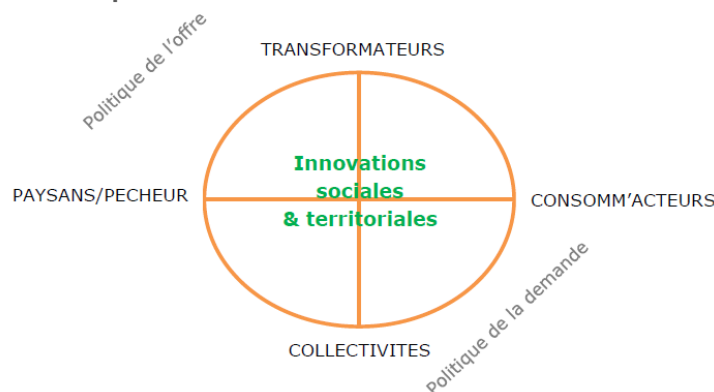 Politique de l'offre
TRANSFORMATEURS
Innovations
sociales
& territoriales
PAYSANS/PECHEUR
CONSOMM'ACTEURS
COLLECTIVITES
Politique de la demande